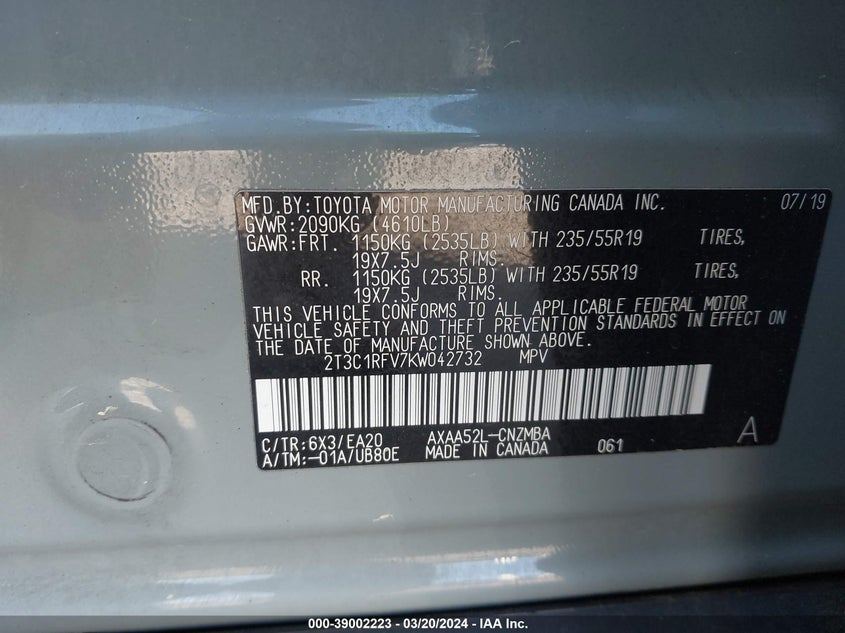 MFD.BY:TOYOTA MOTOR MANUFACTURING CANADA INC. 07/19
GVWR:2090KG (4610LB)
GAWR:FRT. 1150KG (2535LB) WITH 235/55R19 TIRES,
19X7.5J RIMS.
RR. 1150KG (2535LB) WITH 235/55R19 TIRES,
19X7.5J RIMS.
THIS VEHICLE CONFORMS TO ALL APPLICABLE FEDERAL MOTOR
VEHICLE SAFETY AND THEFT PREVENTION STANDARDS IN EFFECT ON
THE DATE OF MANUFACTURE SHOWN ABOVE.
2T3C1RFV7KW042732 MPV
C/TR:6X3/EA20 AXAA52L-CNZMBA A
A/TM:-01A/UB80E MADE IN CANADA 061
000-39002223 - 03/20/2024 - IAA Inc.